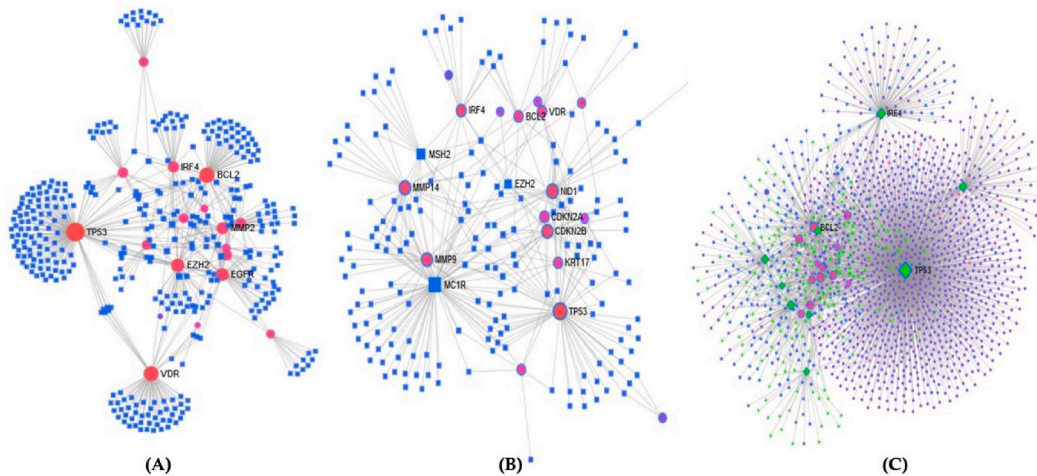 IRF4
BCL2
TP53
MMP2
EZH2
EGFR
VDR
(A)
IRF4
BCL2
VDR
MSH2
EZH2
MMP14
NID1
CDKN2A
CDKN2B
MMP9
KRT17
MC1R
TP53
(B)
IRF4
BCL2
TP53
(C)